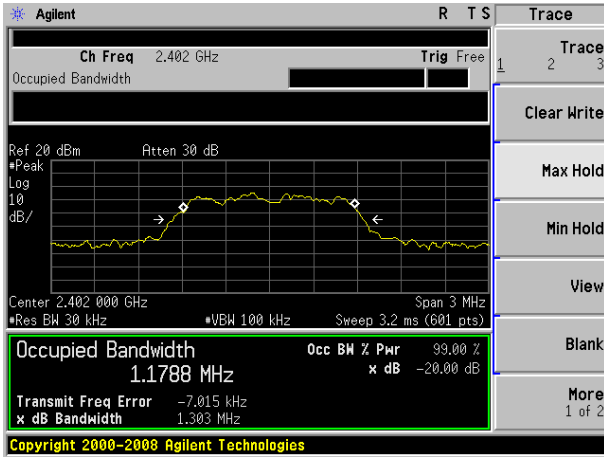 Agilent R T S Trace
Ch Freq 2.402 GHz Trig Free
Occupied Bandwidth
Trace
1 2 3
Clear Write
Max Hold
Min Hold
View
Blank
More
1 of 2
Ref 20 dBm Atten 30 dB
#Peak
Log
10
dB/
Center 2.402 000 GHz Span 3 MHz
#Res BW 30 kHz #VBW 100 kHz Sweep 3.2 ms (601 pts)
Occupied Bandwidth Occ BW % Pwr 99.00 %
1.1788 MHz x dB -20.00 dB
Transmit Freq Error -7.015 kHz
x dB Bandwidth 1.303 MHz
Copyright 2000-2008 Agilent Technologies